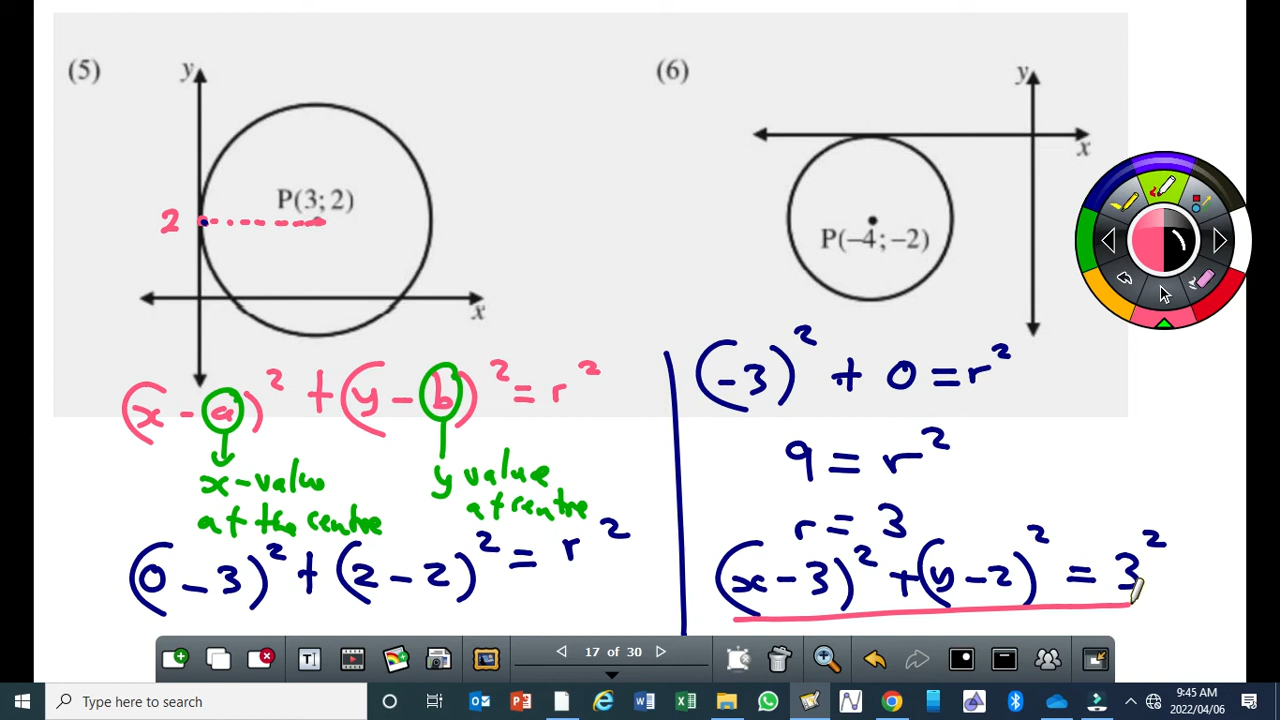 (5)
y
P(3; 2)
2
x
(6)
y
x
P(–4; –2)
(x - a)² + (y - b)² = r²
x-value
at the centre
y value
at centre
(0 - 3)² + (2 - 2)² = r²
(-3)² + 0 = r²
9 = r²
r = 3
(x - 3)² + (y - 2)² = 3²
17 of 30
Type here to search
9:45 AM
2022/04/06